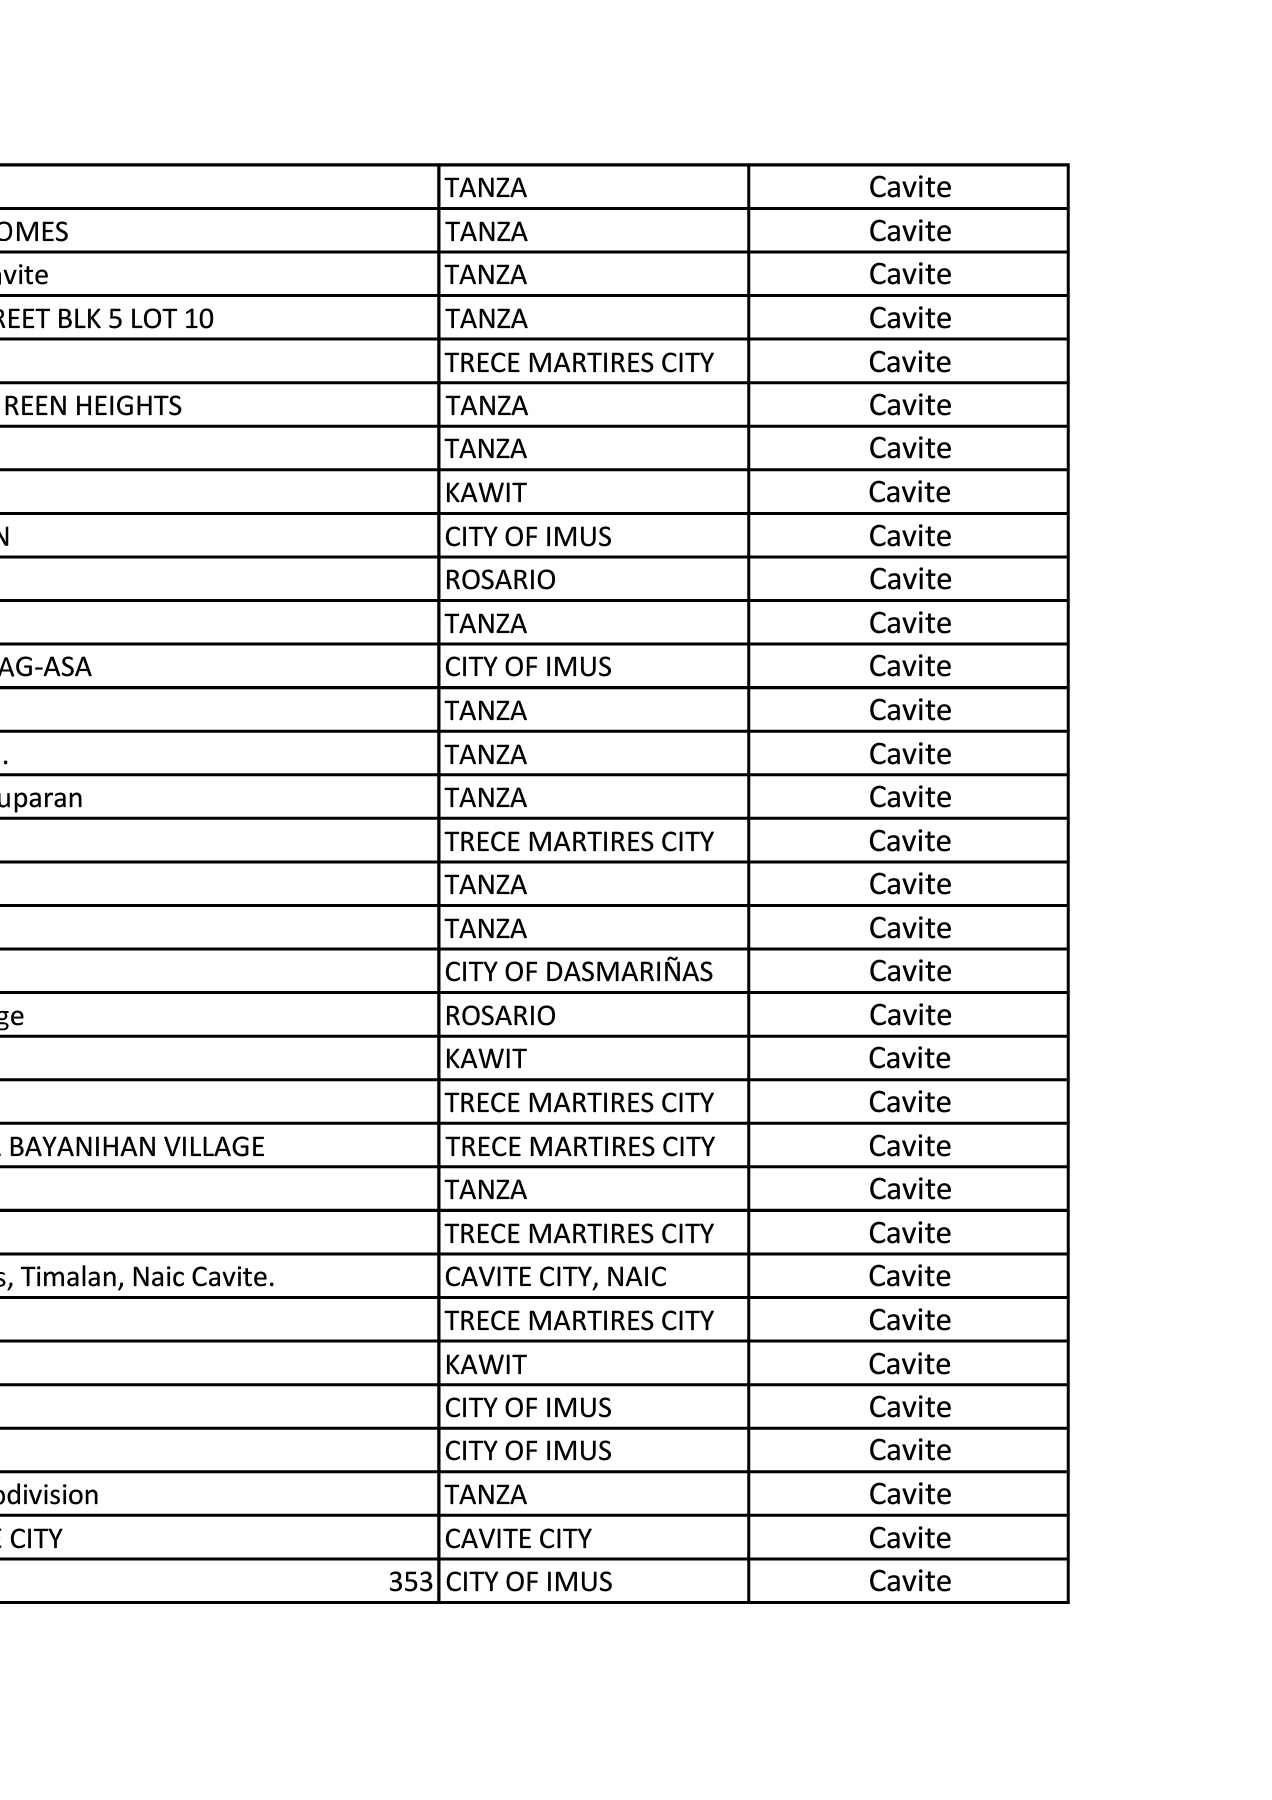 TANZA Cavite
OMES TANZA Cavite
avite TANZA Cavite
REET BLK 5 LOT 10 TANZA Cavite
TRECE MARTIRES CITY Cavite
REEN HEIGHTS TANZA Cavite
TANZA Cavite
KAWIT Cavite
N CITY OF IMUS Cavite
ROSARIO Cavite
TANZA Cavite
AG-ASA CITY OF IMUS Cavite
TANZA Cavite
. TANZA Cavite
uparan TANZA Cavite
TRECE MARTIRES CITY Cavite
TANZA Cavite
TANZA Cavite
CITY OF DASMARIÑAS Cavite
ge ROSARIO Cavite
KAWIT Cavite
TRECE MARTIRES CITY Cavite
BAYANIHAN VILLAGE TRECE MARTIRES CITY Cavite
TANZA Cavite
TRECE MARTIRES CITY Cavite
s, Timalan, Naic Cavite. CAVITE CITY, NAIC Cavite
TRECE MARTIRES CITY Cavite
KAWIT Cavite
CITY OF IMUS Cavite
CITY OF IMUS Cavite
bdivision TANZA Cavite
E CITY CAVITE CITY Cavite
353 CITY OF IMUS Cavite